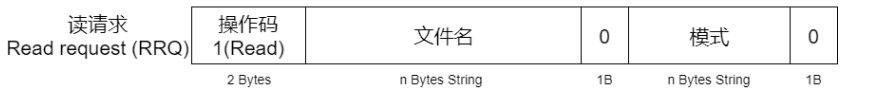 读请求
Read request (RRQ)
操作码
1(Read)
文件名
0
模式
0
2 Bytes
n Bytes String
1B
n Bytes String
1B